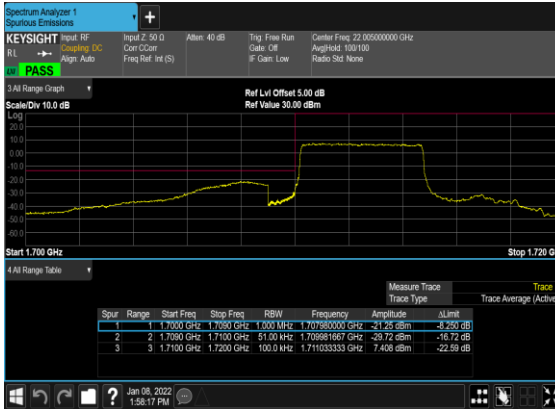 Spectrum Analyzer 1
Spurious Emissions
+
KEYSIGHT Input: RF Input Z: 50 Ω Atten: 40 dB Trig: Free Run Center Freq: 22.005000000 GHz
RL Coupling: DC Corr CCorr Gate: Off Avg|Hold: 100/100
Align: Auto Freq Ref: Int (S) IF Gain: Low Radio Std: None
PASS
3 All Range Graph
Ref Lvl Offset 5.00 dB
Scale/Div 10.0 dB Ref Value 30.00 dBm
Log
20.0
10.0
0.00
-10.0
-20.0
-30.0
-40.0
-50.0
-60.0
Start 1.700 GHz Stop 1.720 G
4 All Range Table
Measure Trace Trace
Trace Type Trace Average (Active
Spur Range Start Freq Stop Freq RBW Frequency Amplitude ΔLimit
1 1 1.7000 GHz 1.7090 GHz 1.000 MHz 1.707980000 GHz -21.25 dBm -8.250 dB
2 2 1.7090 GHz 1.7100 GHz 51.00 kHz 1.709981667 GHz -29.72 dBm -16.72 dB
3 3 1.7100 GHz 1.7200 GHz 100.0 kHz 1.711033333 GHz 7.408 dBm -22.59 dB
? Jan 08, 2022
1:58:17 PM